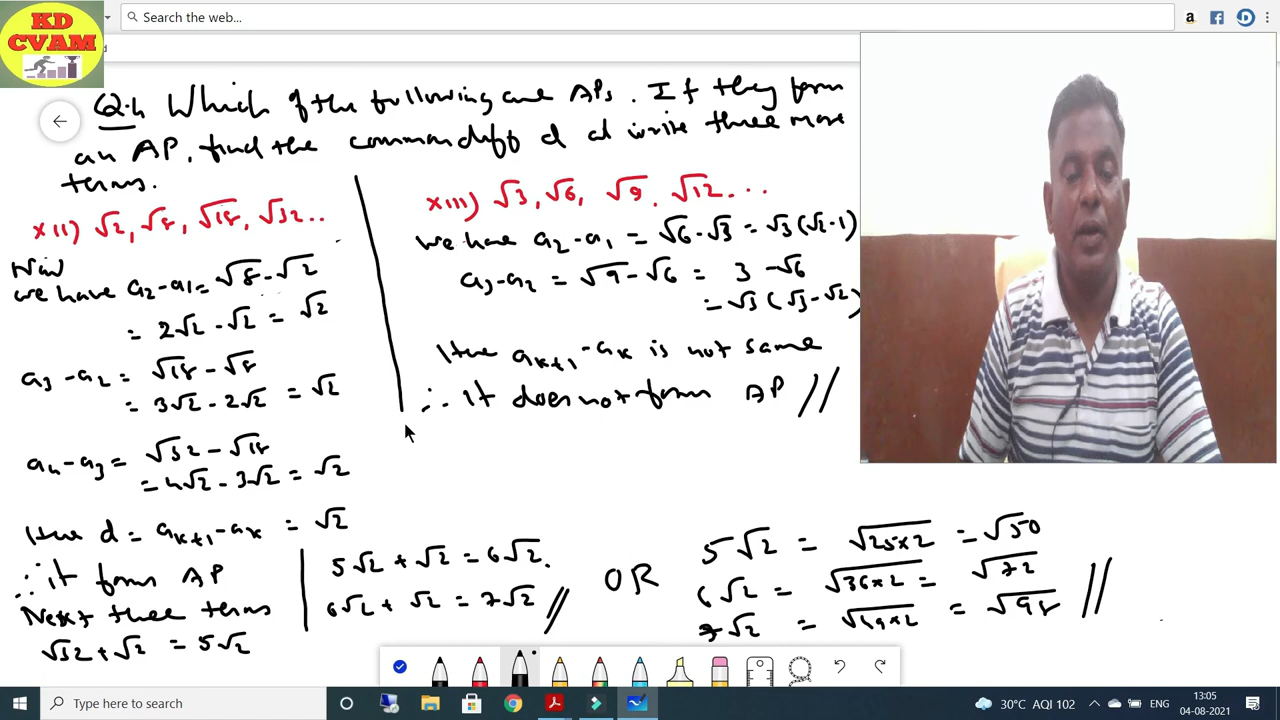 KD
CVAM
Search the web...
Q.4 Which of the following are APs. If they form
an AP, find the common diff d d write three more
terms.
xii) √2, √8, √18, √32...
Now
we have a2-a1 = √8-√2
= 2√2 - √2 = √2
a3-a2 = √18 - √8
= 3√2 - 2√2 = √2
a4-a3 = √32 - √18
= 4√2 - 3√2 = √2
Here d = ak+1-ak = √2
∴ it forms AP
Next three terms
√32 + √2 = 5√2
5√2 + √2 = 6√2.
6√2 + √2 = 7√2 //
OR
5√2 = √25×2 = √50
6√2 = √36×2 = √72
7√2 = √49×2 = √98 //
xiii) √3, √6, √9, √12...
we have a2-a1 = √6-√3 = √3(√2-1)
a3-a2 = √9-√6 = 3-√6
= √3(√3-√2)
Here ak+1-ak is not same
∴ it does not form AP //
Type here to search
30°C AQI 102
ENG
13:05
04-08-2021